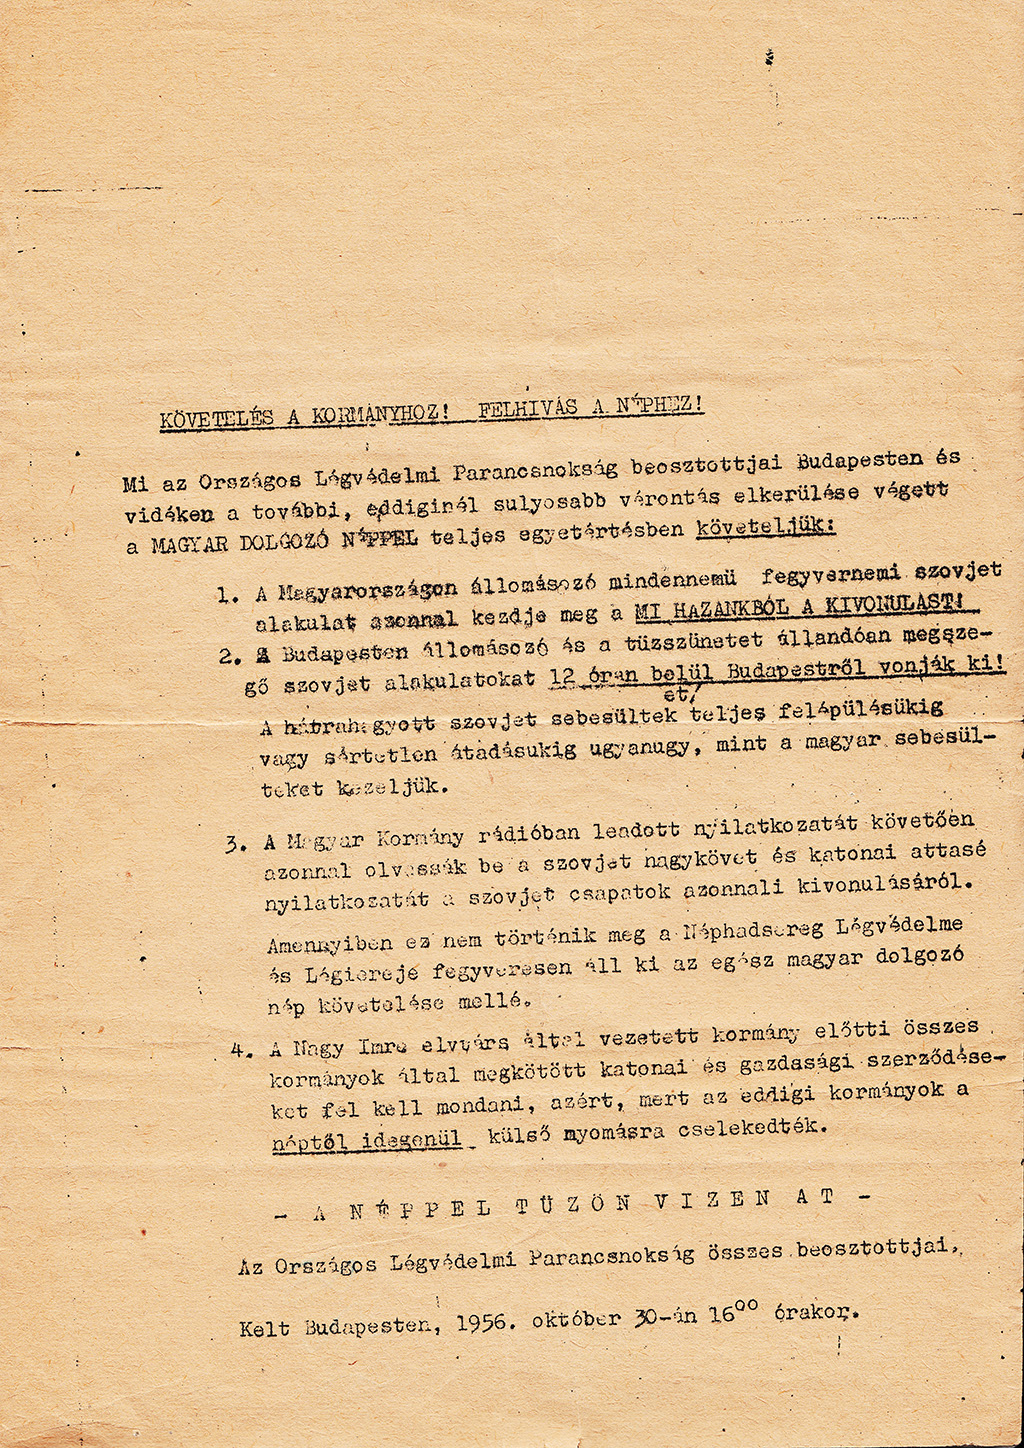 KÖVETELÉS A KORMÁNYHOZ! FELHIVÁS A NÉPHEZ!
Mi az Országos Légvédelmi Parancsnokság beosztottjai Budapesten és
vidéken a további, eddiginél sulyosabb vérontás elkerülése végett
a MAGYAR DOLGOZÓ NÉPPEL teljes egyetértésben követeljük:
1. A Magyarországon állomásozó mindennemü fegyvernemi szovjet
alakulat azonnal kezdje meg a MI HAZÁNKBÓL A KIVONULÁST!
2. A Budapesten állomásozó és a tüzszünetet állandóan megsze-
gő szovjet alakulatokat 12 órán belül Budapestről vonják ki!
et/
A hátrahagyott szovjet sebesültek teljes felépülésükig
vagy sértetlen átadásukig ugyanugy, mint a magyar sebesül-
teket kezeljük.
3. A Magyar Kormány rádióban leadott nyilatkozatát követően
azonnal olvassák be a szovjet nagykövet és katonai attasé
nyilatkozatát a szovjet csapatok azonnali kivonulásáról.
Amennyiben ez nem történik meg a Néphadsereg Légvédelme
és Légiereje fegyveresen áll ki az egész magyar dolgozó
nép követelése mellé.
4. A Nagy Imre elvtárs által vezetett kormány előtti összes
kormányok által megkötött katonai és gazdasági szerződése-
ket fel kell mondani, azért, mert az eddigi kormányok a
néptől idegenül külső nyomásra cselekedték.
- A NÉPPEL TÜZÖN VIZEN AT -
Az Országos Légvédelmi Parancsnokság összes beosztottjai.
Kelt Budapesten, 1956. október 30-án 16⁰⁰ órakor.